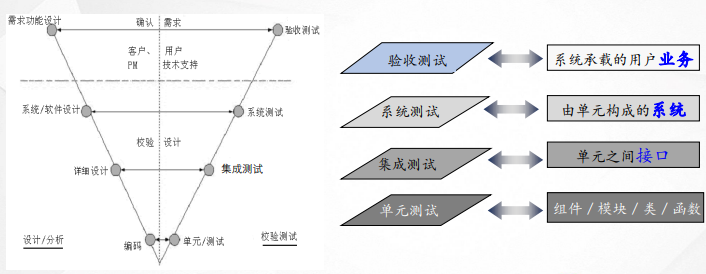 需求功能设计
确认 需求
验收测试
客户、 用户
PM 技术支持
系统/软件设计
系统测试
校验 设计
详细设计
集成测试
设计/分析
编码
单元/测试
校验测试
验收测试
系统承载的用户业务
系统测试
由单元构成的系统
集成测试
单元之间接口
单元测试
组件/模块/类/函数